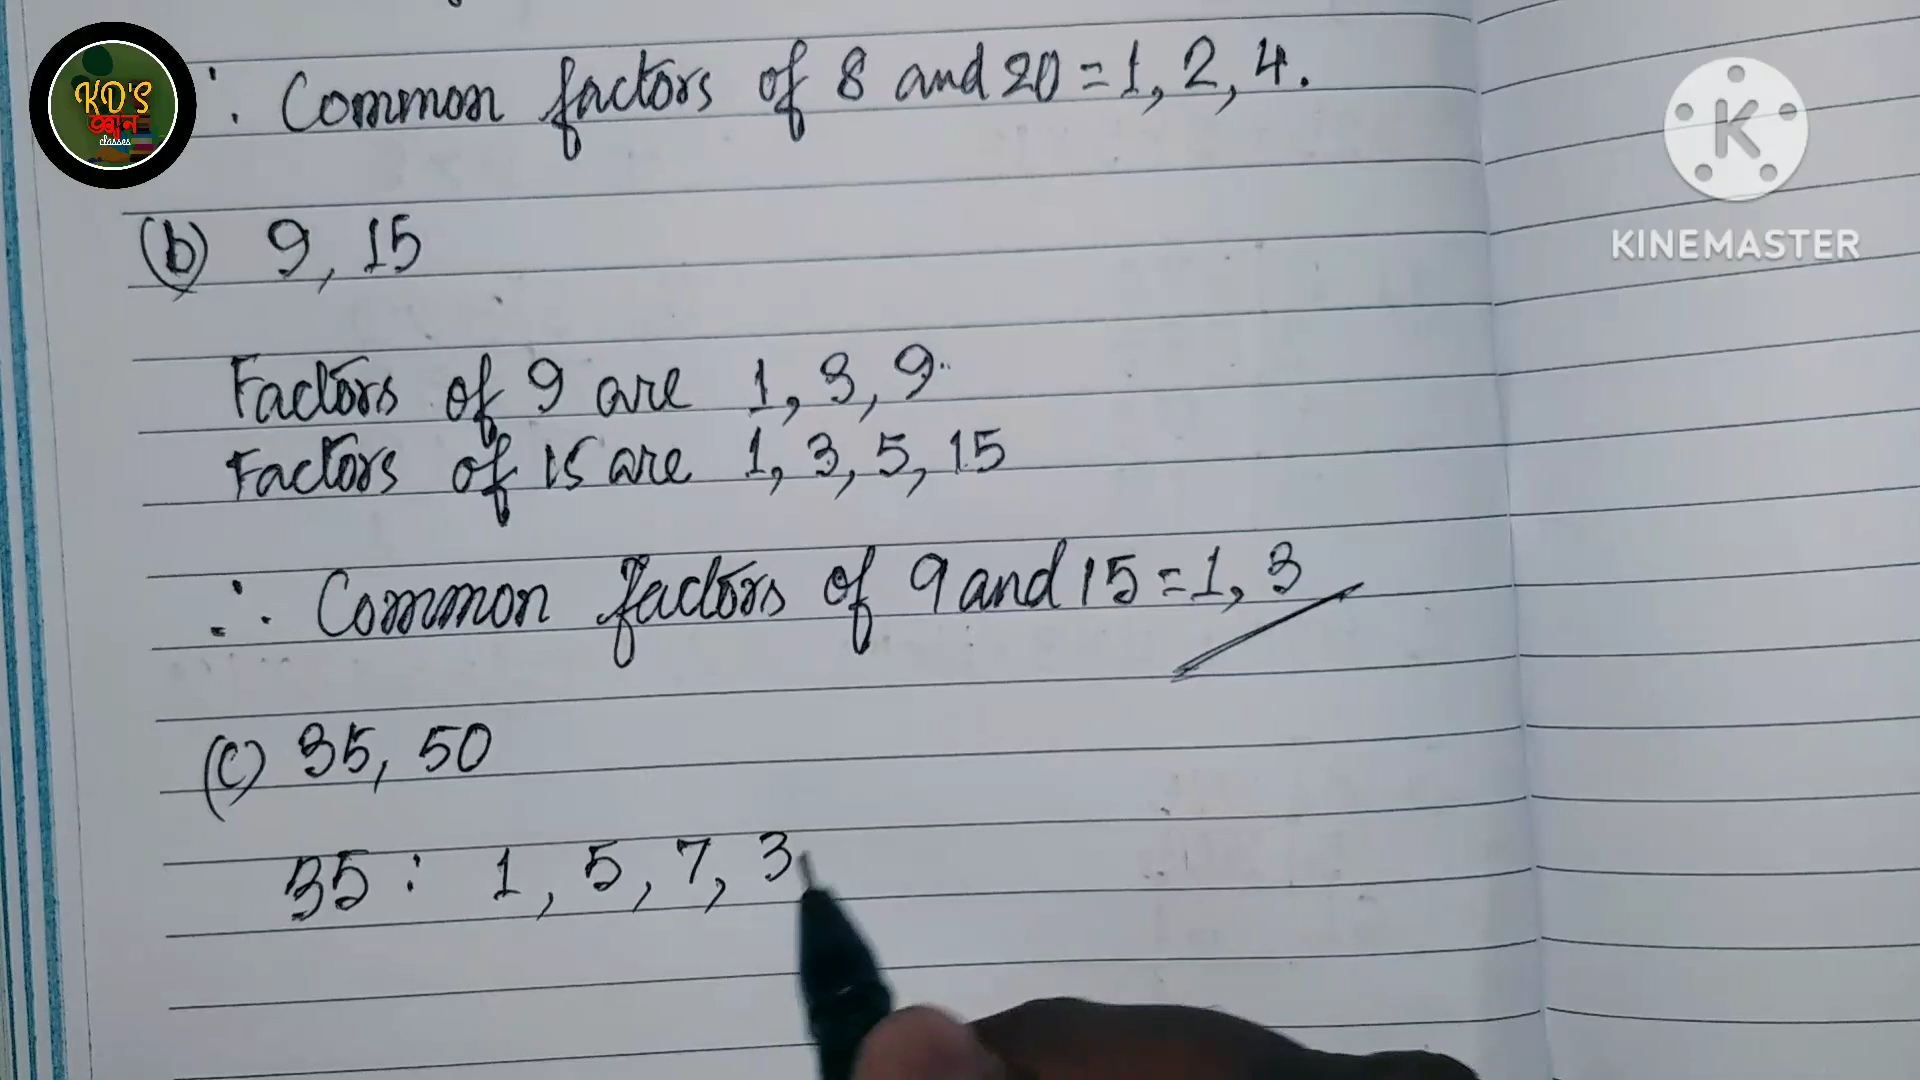 ∴ Common factors of 8 and 20 = 1, 2, 4.
KD'S
জ্ঞান
classes
K
KINEMASTER
(b) 9, 15
Factors of 9 are 1, 3, 9.
Factors of 15 are 1, 3, 5, 15
∴ Common factors of 9 and 15 = 1, 3
(c) 35, 50
35 : 1, 5, 7, 3